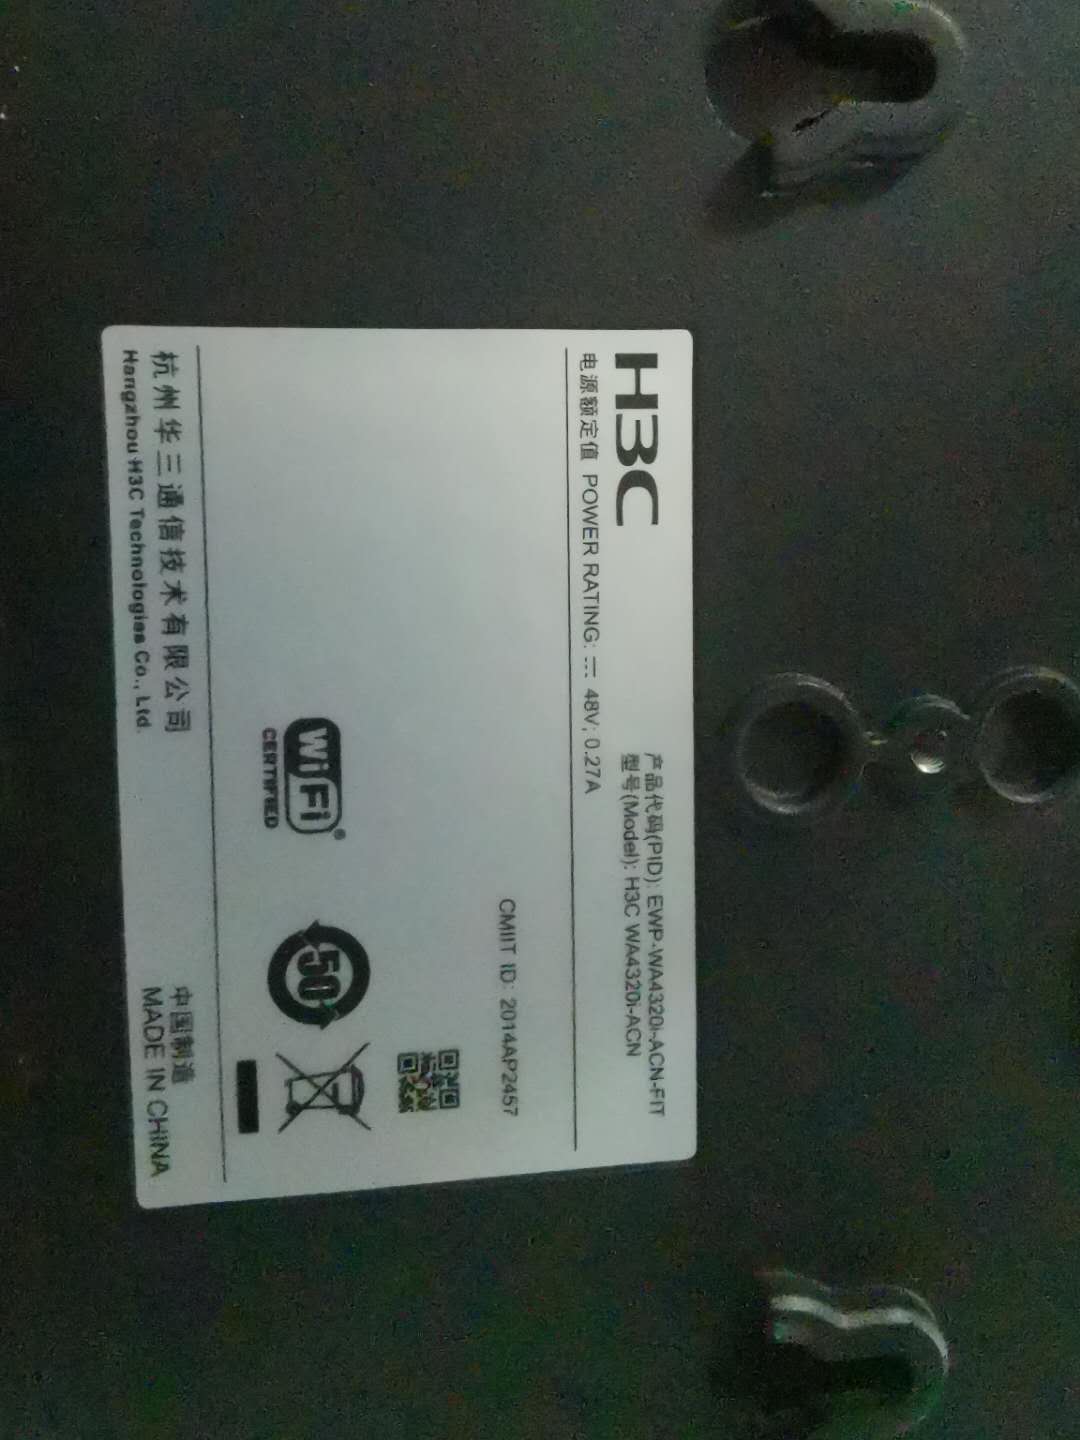 H3C
产品代码(PID): EWP-WA4320i-ACN-FIT
型号(Model): H3C WA4320i-ACN
电源额定值 POWER RATING: ⎓ 48V; 0.27A
CMIIT ID: 2014AP2457
Wi Fi®
CERTIFIED
50
杭州华三通信技术有限公司
Hangzhou H3C Technologies Co., Ltd.
中国制造
MADE IN CHINA